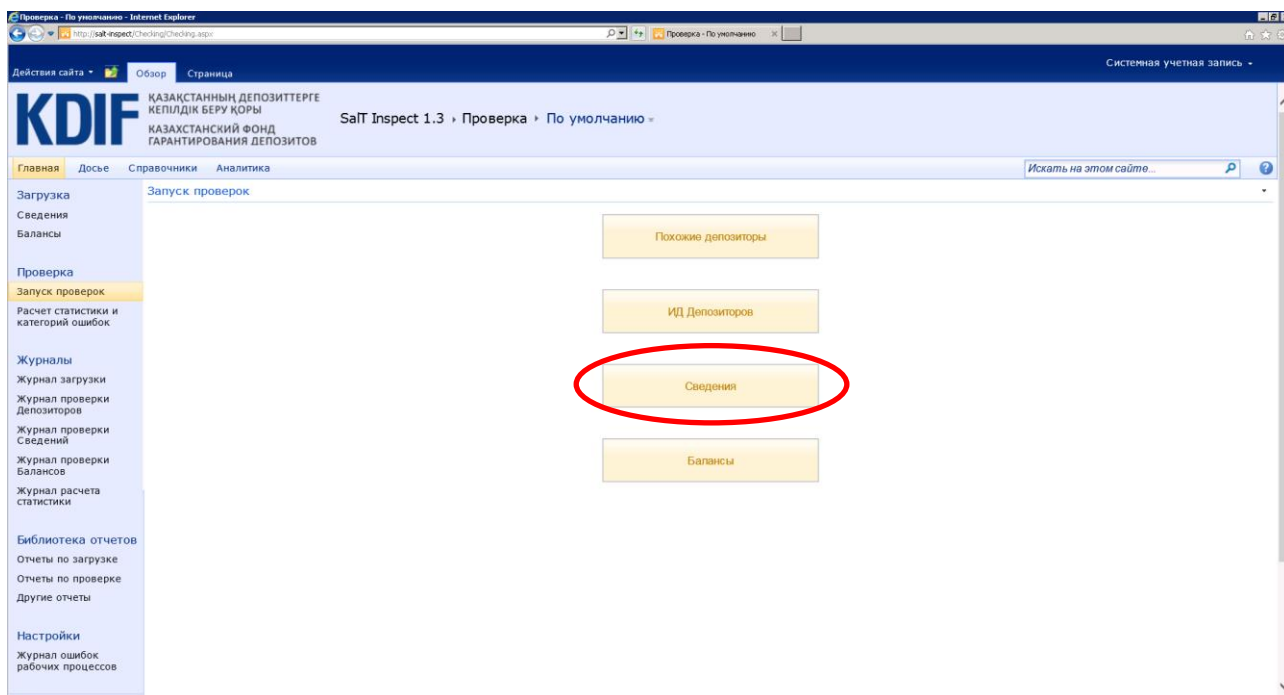 Проверка - По умолчанию - Internet Explorer
http://salt-inspect/Checking/Checking.aspx
Проверка - По умолчанию
Системная учетная запись
Действия сайта
Обзор
Страница
KDIF
ҚАЗАҚСТАННЫҢ ДЕПОЗИТТЕРГЕ
КЕПІЛДІК БЕРУ ҚОРЫ
КАЗАХСТАНСКИЙ ФОНД
ГАРАНТИРОВАНИЯ ДЕПОЗИТОВ
SalT Inspect 1.3 Проверка По умолчанию
Главная
Досье
Справочники
Аналитика
Искать на этом сайте...
Загрузка
Сведения
Балансы
Проверка
Запуск проверок
Расчет статистики и
категорий ошибок
Журналы
Журнал загрузки
Журнал проверки
Депозиторов
Журнал проверки
Сведений
Журнал проверки
Балансов
Журнал расчета
статистики
Библиотека отчетов
Отчеты по загрузке
Отчеты по проверке
Другие отчеты
Настройки
Журнал ошибок
рабочих процессов
Запуск проверок
Похожие депозиторы
ИД Депозиторов
Сведения
Балансы